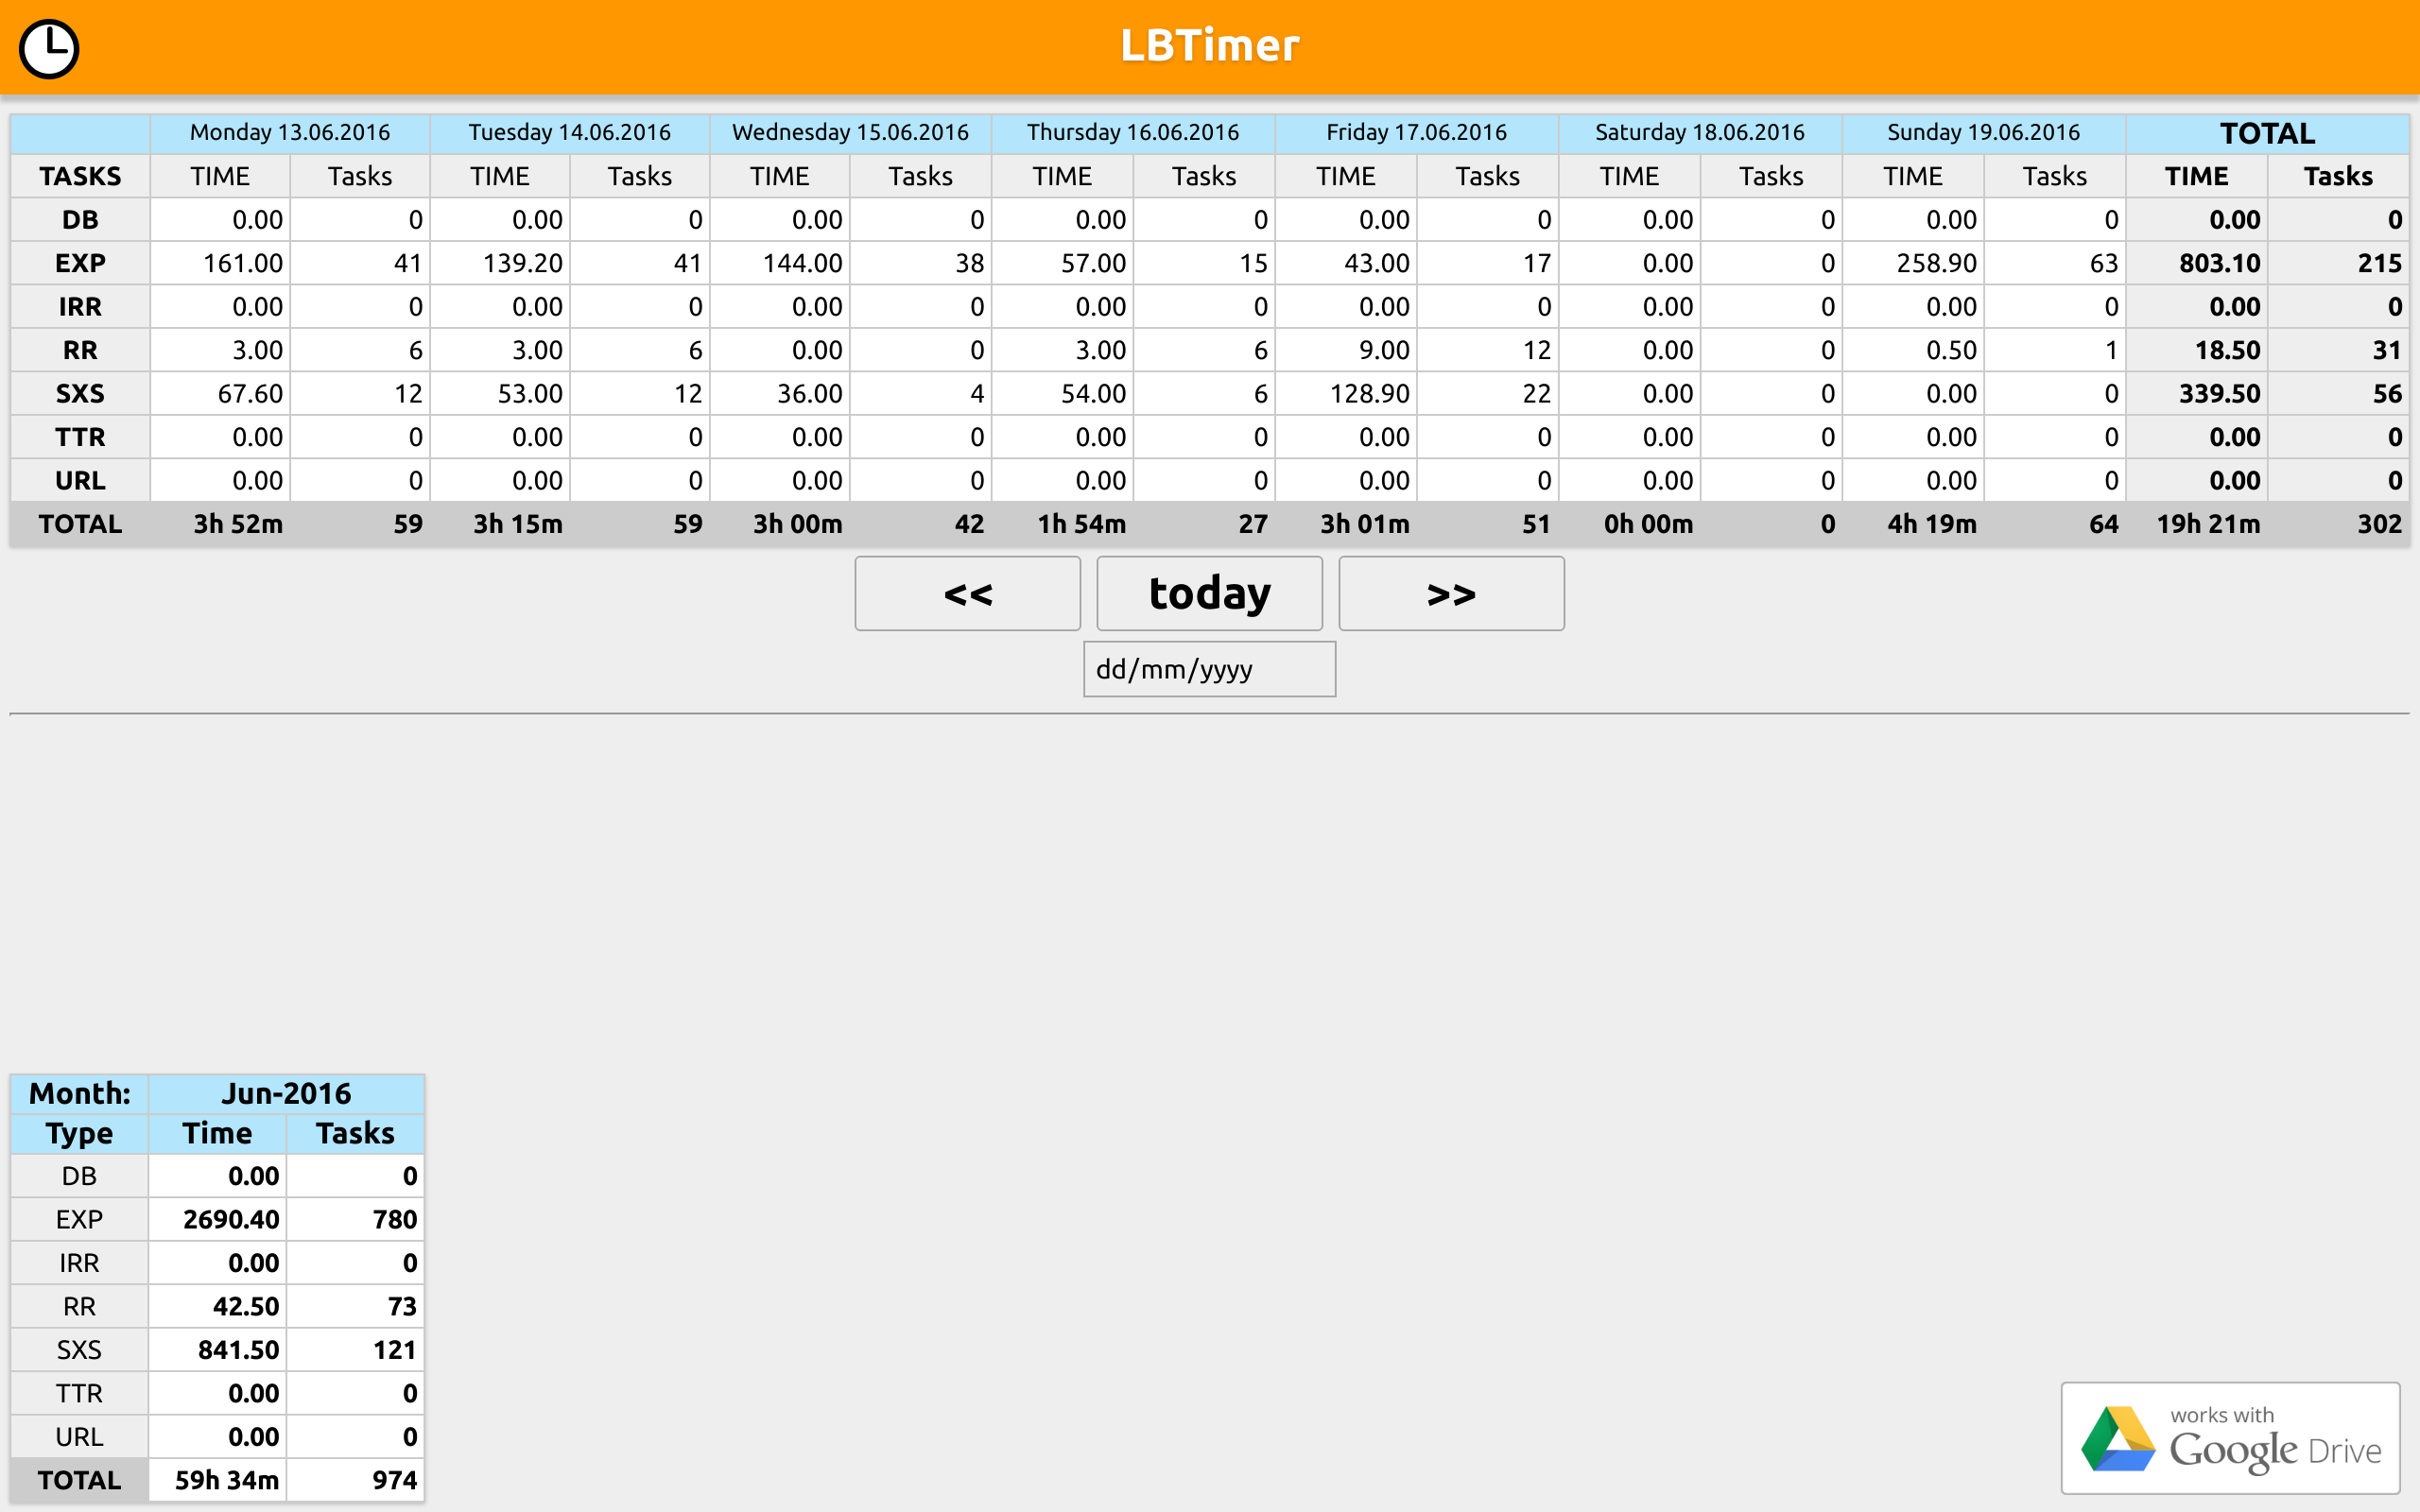 LBTimer
Monday 13.06.2016 Tuesday 14.06.2016 Wednesday 15.06.2016 Thursday 16.06.2016 Friday 17.06.2016 Saturday 18.06.2016 Sunday 19.06.2016 TOTAL
TASKS TIME Tasks TIME Tasks TIME Tasks TIME Tasks TIME Tasks TIME Tasks TIME Tasks TIME Tasks
DB 0.00 0 0.00 0 0.00 0 0.00 0 0.00 0 0.00 0 0.00 0 0.00 0
EXP 161.00 41 139.20 41 144.00 38 57.00 15 43.00 17 0.00 0 258.90 63 803.10 215
IRR 0.00 0 0.00 0 0.00 0 0.00 0 0.00 0 0.00 0 0.00 0 0.00 0
RR 3.00 6 3.00 6 0.00 0 3.00 6 9.00 12 0.00 0 0.50 1 18.50 31
SXS 67.60 12 53.00 12 36.00 4 54.00 6 128.90 22 0.00 0 0.00 0 339.50 56
TTR 0.00 0 0.00 0 0.00 0 0.00 0 0.00 0 0.00 0 0.00 0 0.00 0
URL 0.00 0 0.00 0 0.00 0 0.00 0 0.00 0 0.00 0 0.00 0 0.00 0
TOTAL 3h 52m 59 3h 15m 59 3h 00m 42 1h 54m 27 3h 01m 51 0h 00m 0 4h 19m 64 19h 21m 302
<< today >>
dd/mm/yyyy
Month: Jun-2016
Type Time Tasks
DB 0.00 0
EXP 2690.40 780
IRR 0.00 0
RR 42.50 73
SXS 841.50 121
TTR 0.00 0
URL 0.00 0
TOTAL 59h 34m 974
works with
Google Drive